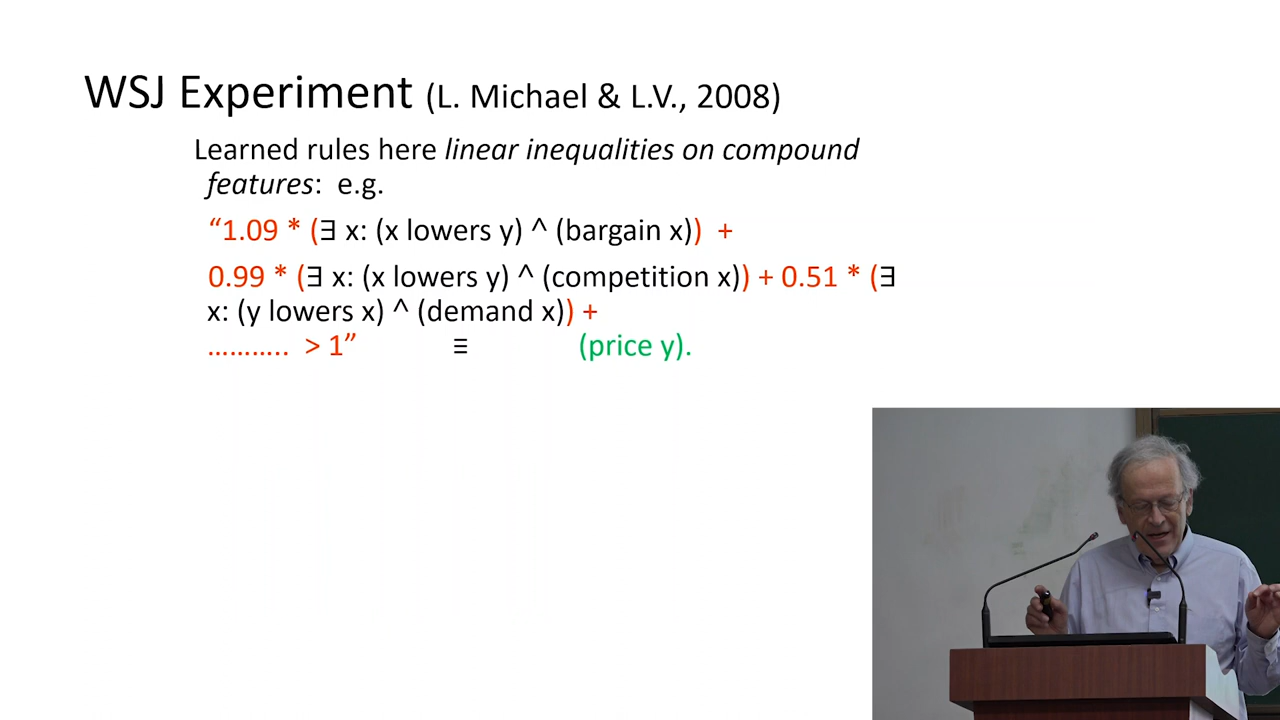 WSJ Experiment (L. Michael & L.V., 2008)
Learned rules here linear inequalities on compound
features: e.g.
“1.09 * (∃ x: (x lowers y) ^ (bargain x)) +
0.99 * (∃ x: (x lowers y) ^ (competition x)) + 0.51 * (∃
x: (y lowers x) ^ (demand x)) +
……….. > 1” ≡ (price y).